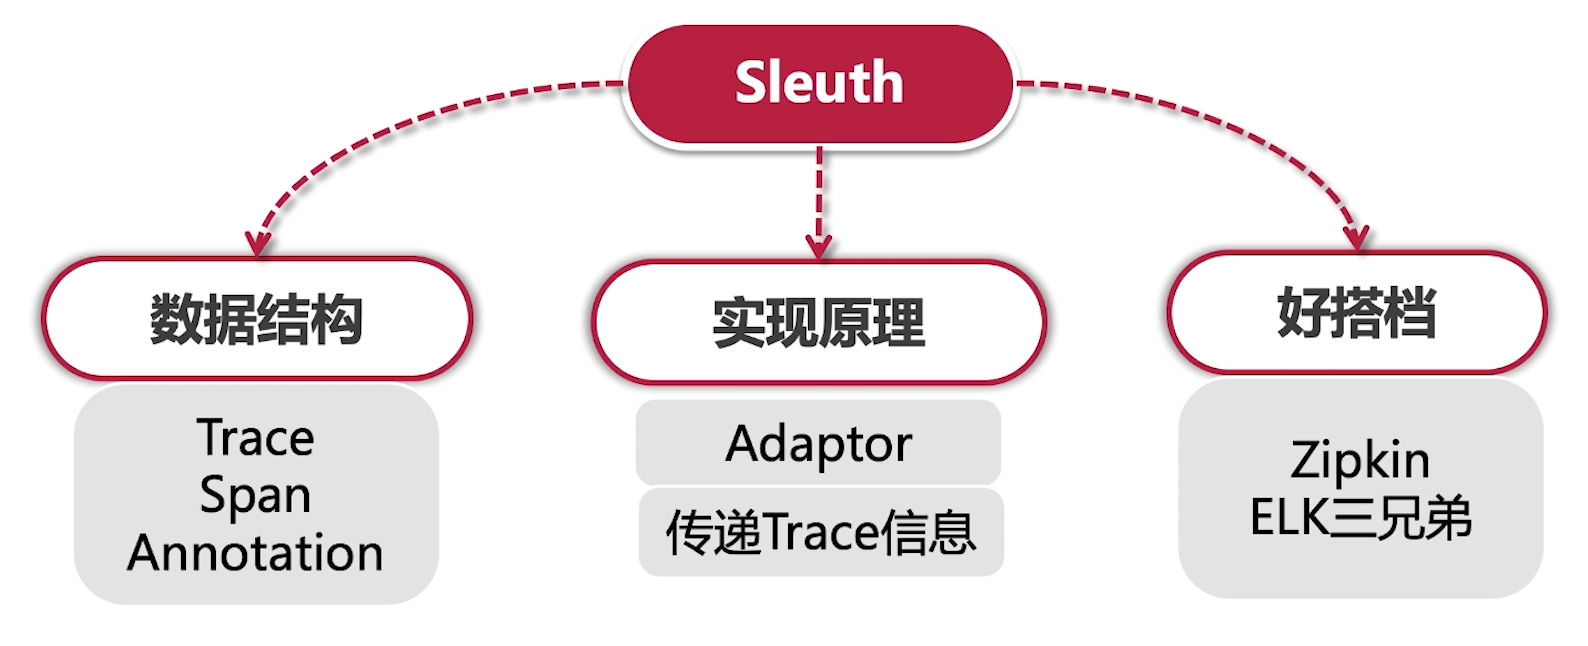 Sleuth
数据结构
Trace
Span
Annotation
实现原理
Adaptor
传递Trace信息
好搭档
Zipkin
ELK三兄弟